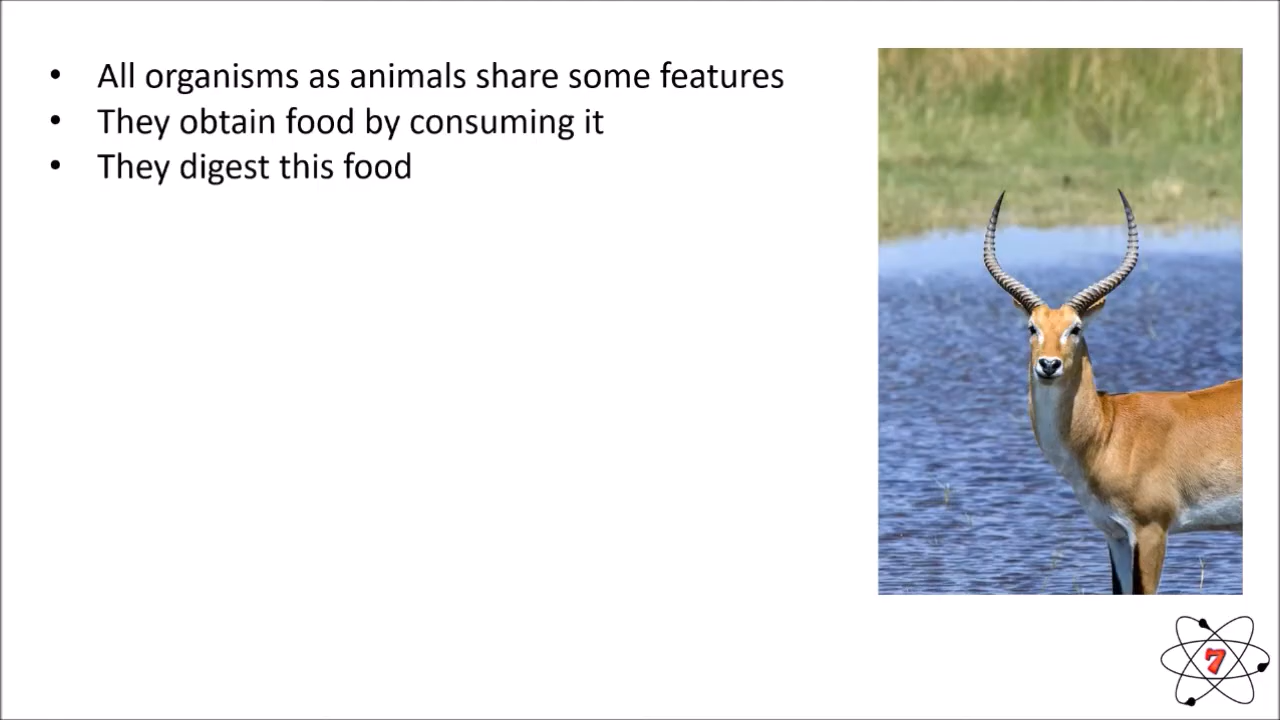 • All organisms as animals share some features
• They obtain food by consuming it
• They digest this food
7